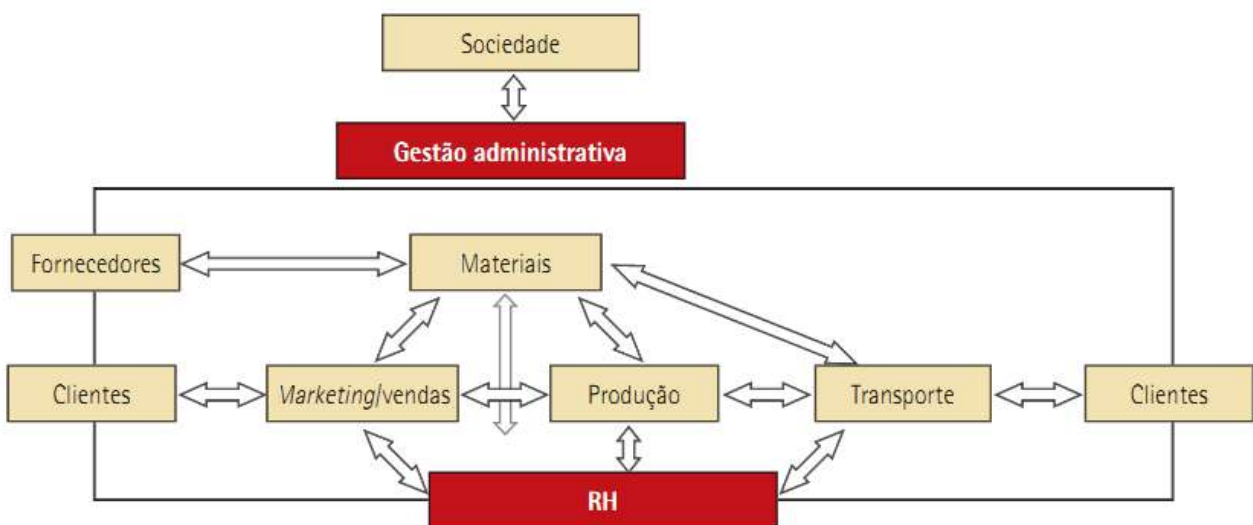 Sociedade
Gestão administrativa
Fornecedores
Materiais
Clientes
Marketing/vendas
Produção
Transporte
Clientes
RH